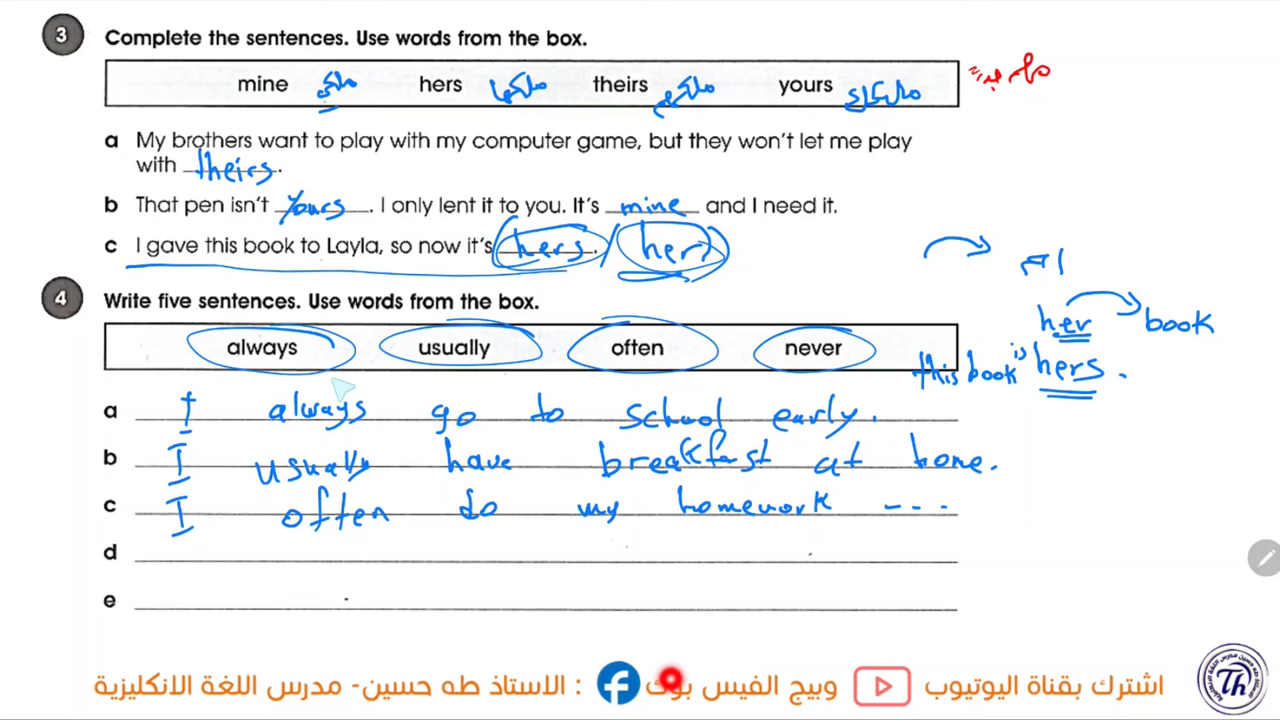 3 Complete the sentences. Use words from the box.
mine ملكي hers ملكها theirs ملكهم yours ملكك
a My brothers want to play with my computer game, but they won't let me play
with theirs.
b That pen isn't yours. I only lent it to you. It's mine and I need it.
c I gave this book to Layla, so now it's hers. / her)
her book
this book is hers.
4 Write five sentences. Use words from the box.
always usually often never
a I always go to school early.
b I usually have breakfast at home.
c I often do my homework ---
d
e
اشترك بقناة اليوتيوب وبيج الفيس بوك : الاستاذ طه حسين- مدرس اللغة الانكليزية
Th